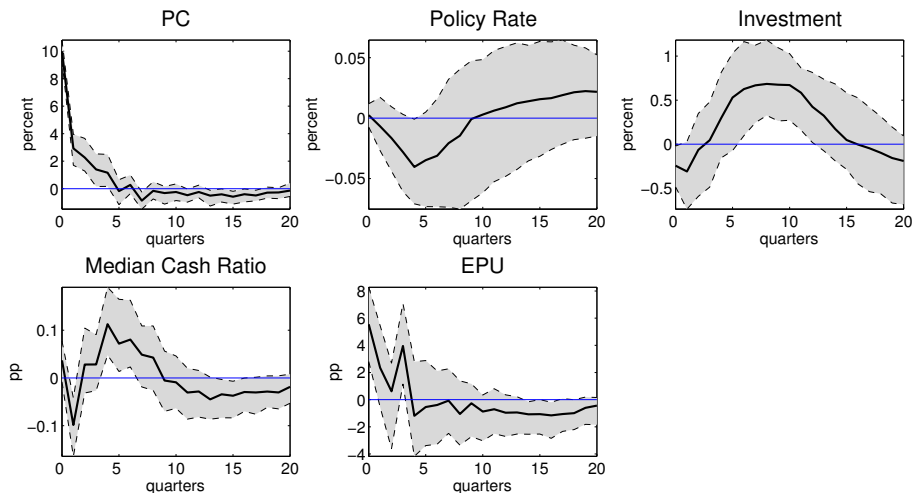 PC
percent
10
8
6
4
2
0
0 5 10 15 20
quarters
Policy Rate
percent
0.05
0
−0.05
0 5 10 15 20
quarters
Investment
percent
1
0.5
0
−0.5
0 5 10 15 20
quarters
Median Cash Ratio
pp
0.1
0
−0.1
0 5 10 15 20
quarters
EPU
pp
8
6
4
2
0
−2
−4
0 5 10 15 20
quarters